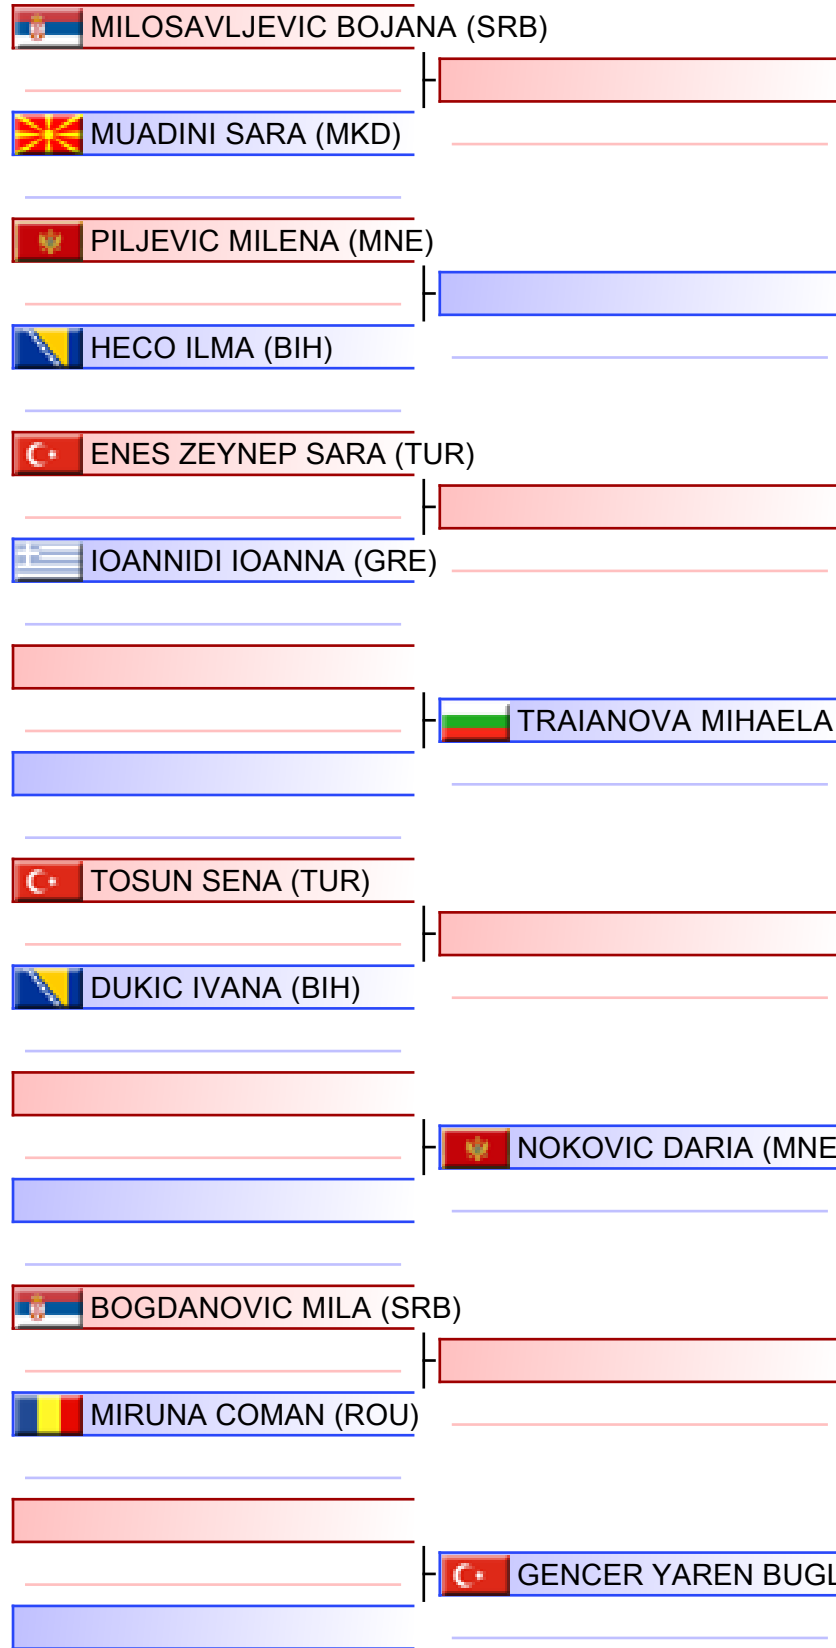 MILOSAVLJEVIC BOJANA (SRB)
MUADINI SARA (MKD)
PILJEVIC MILENA (MNE)
HECO ILMA (BIH)
ENES ZEYNEP SARA (TUR)
IOANNIDI IOANNA (GRE)
TRAIANOVA MIHAELA
TOSUN SENA (TUR)
DUKIC IVANA (BIH)
NOKOVIC DARIA (MNE
BOGDANOVIC MILA (SRB)
MIRUNA COMAN (ROU)
GENCER YAREN BUGL